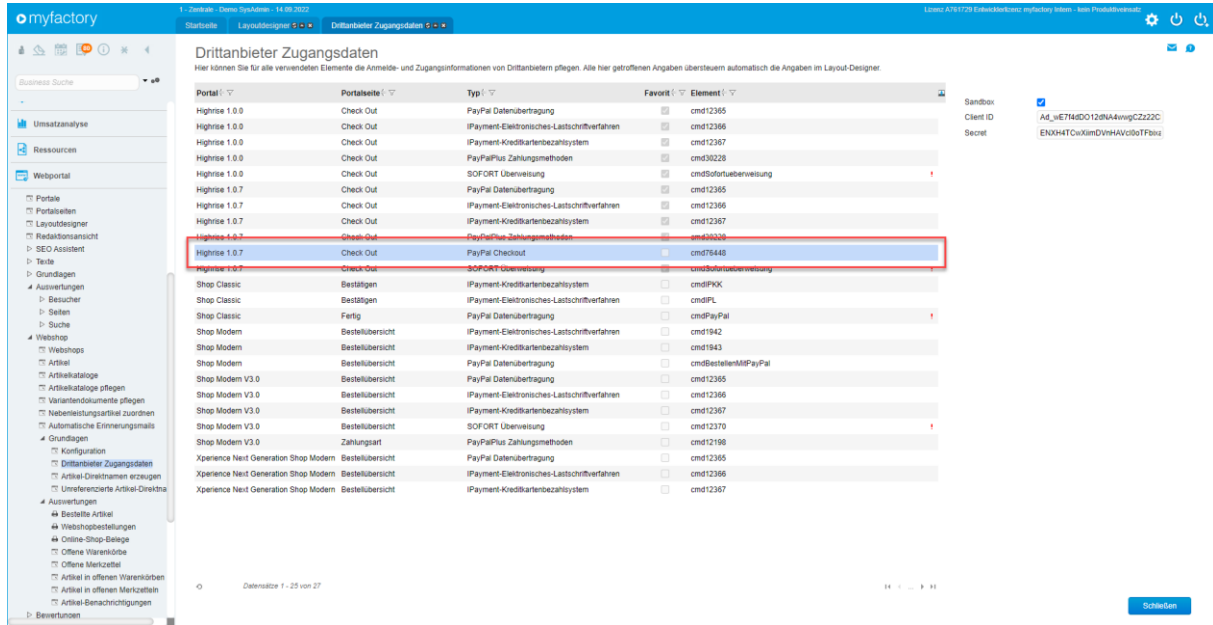 myfactory
1 - Zentrale - Demo SysAdmin - 14.09.2022
Lizenz A761729 Entwicklerlizenz myfactory Intern - kein Produktiveinsatz
Startseite Layoutdesigner Drittanbieter Zugangsdaten
Business Suche
Umsatzanalyse
Ressourcen
Webportal
Portale
Portalseiten
Layoutdesigner
Redaktionsansicht
SEO Assistent
Texte
Grundlagen
Auswertungen
Besucher
Seiten
Suche
Webshop
Webshops
Artikel
Artikelkataloge
Artikelkataloge pflegen
Variantendokumente pflegen
Nebenleistungsartikel zuordnen
Automatische Erinnerungsmails
Grundlagen
Konfiguration
Drittanbieter Zugangsdaten
Artikel-Direktnamen erzeugen
Unreferenzierte Artikel-Direktna
Auswertungen
Bestellte Artikel
Webshopbestellungen
Online-Shop-Belege
Offene Warenkörbe
Offene Merkzettel
Artikel in offenen Warenkörben
Artikel in offenen Merkzetteln
Artikel-Benachrichtigungen
Bewertungen
Drittanbieter Zugangsdaten
Hier können Sie für alle verwendeten Elemente die Anmelde- und Zugangsinformationen von Drittanbietern pflegen. Alle hier getroffenen Angaben übersteuern automatisch die Angaben im Layout-Designer.
Portal Portalseite Typ Favorit Element
Highrise 1.0.0 Check Out PayPal Datenübertragung cmd12365
Highrise 1.0.0 Check Out IPayment-Elektronisches-Lastschriftverfahren cmd12366
Highrise 1.0.0 Check Out IPayment-Kreditkartenbezahlsystem cmd12367
Highrise 1.0.0 Check Out PayPalPlus Zahlungsmethoden cmd30228
Highrise 1.0.0 Check Out SOFORT Überweisung cmdSofortueberweisung !
Highrise 1.0.7 Check Out PayPal Datenübertragung cmd12365
Highrise 1.0.7 Check Out IPayment-Elektronisches-Lastschriftverfahren cmd12366
Highrise 1.0.7 Check Out IPayment-Kreditkartenbezahlsystem cmd12367
Highrise 1.0.7 Check Out PayPalPlus Zahlungsmethoden cmd30228
Highrise 1.0.7 Check Out PayPal Checkout cmd76448
Highrise 1.0.7 Check Out SOFORT Überweisung cmdSofortueberweisung !
Shop Classic Bestätigen IPayment-Kreditkartenbezahlsystem cmdIPKK
Shop Classic Bestätigen IPayment-Elektronisches-Lastschriftverfahren cmdIPL
Shop Classic Fertig PayPal Datenübertragung cmdPayPal !
Shop Modern Bestellübersicht IPayment-Elektronisches-Lastschriftverfahren cmd1942
Shop Modern Bestellübersicht IPayment-Kreditkartenbezahlsystem cmd1943
Shop Modern Bestellübersicht PayPal Datenübertragung cmdBestellenMitPayPal
Shop Modern V3.0 Bestellübersicht PayPal Datenübertragung cmd12365
Shop Modern V3.0 Bestellübersicht IPayment-Elektronisches-Lastschriftverfahren cmd12366
Shop Modern V3.0 Bestellübersicht IPayment-Kreditkartenbezahlsystem cmd12367
Shop Modern V3.0 Bestellübersicht SOFORT Überweisung cmd12370 !
Shop Modern V3.0 Zahlungsart PayPalPlus Zahlungsmethoden cmd12198
Xperience Next Generation Shop Modern Bestellübersicht PayPal Datenübertragung cmd12365
Xperience Next Generation Shop Modern Bestellübersicht IPayment-Elektronisches-Lastschriftverfahren cmd12366
Xperience Next Generation Shop Modern Bestellübersicht IPayment-Kreditkartenbezahlsystem cmd12367
Datensätze 1 - 25 von 27
Sandbox
Client ID
Secret
Schließen